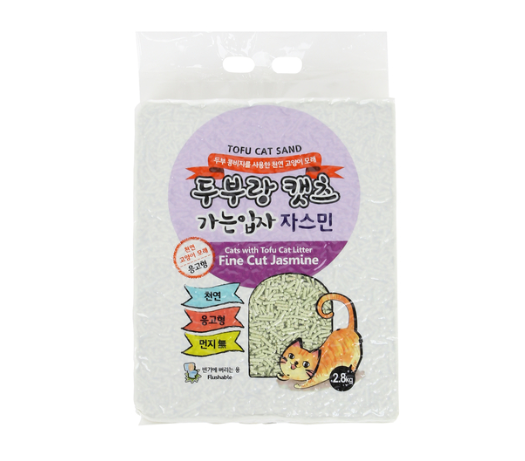 TOFU CAT SAND
두부 콩비지를 사용한 천연 고양이 모래
두부랑 캣츠
가는입자 자스민
Cats with Tofu Cat Litter
Fine Cut Jasmine
천연
고양이 모래
응고형
천연
응고형
먼지 無
변기에 버리는 용
Flushable
2.8kg